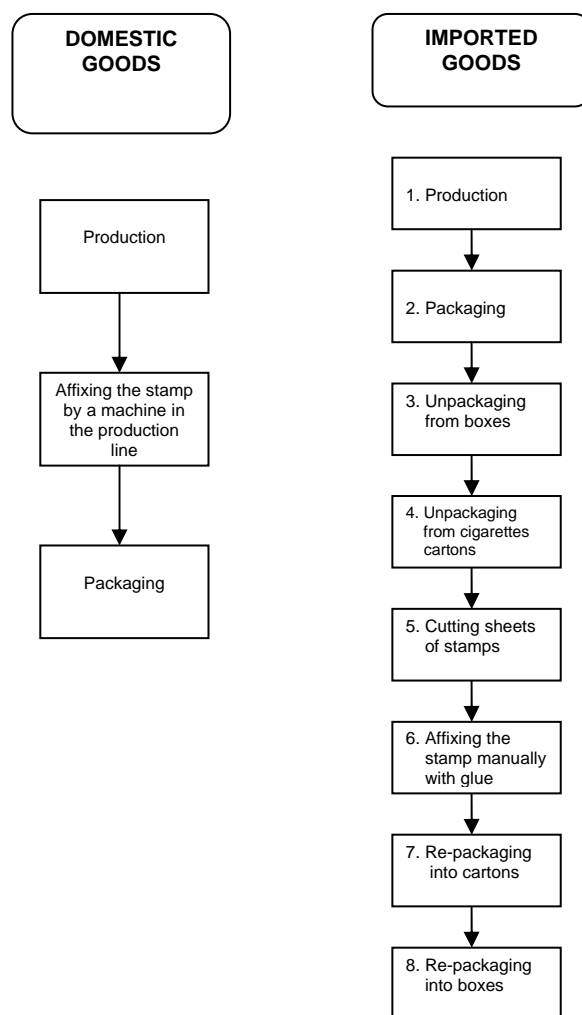 DOMESTIC
GOODS
Production
Affixing the stamp
by a machine in
the production
line
Packaging
IMPORTED
GOODS
1. Production
2. Packaging
3. Unpackaging
from boxes
4. Unpackaging
from cigarettes
cartons
5. Cutting sheets
of stamps
6. Affixing the
stamp manually
with glue
7. Re-packaging
into cartons
8. Re-packaging
into boxes